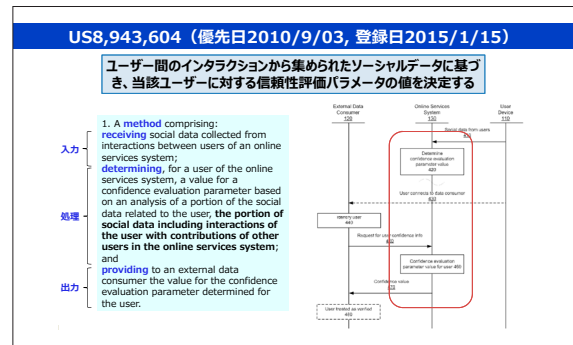 US8,943,604（優先日2010/9/03, 登録日2015/1/15）
ユーザー間のインタラクションから集められたソーシャルデータに基づ
き、当該ユーザーに対する信頼性評価パラメータの値を決定する
1. A method comprising:
receiving social data collected from
interactions between users of an online
services system;
determining, for a user of the online
services system, a value for a
confidence evaluation parameter based
on an analysis of a portion of the social
data related to the user, the portion of
social data including interactions of
the user with contributions of other
users in the online services system;
and
providing to an external data
consumer the value for the confidence
evaluation parameter determined for
the user.
入力
処理
出力
External Data
Consumer
120
Online Services
System
130
User
Device
110
Social data from users
Determine
confidence evaluation
parameter value
420
User connects to data consumer
430
Identify user
440
Request for user confidence info
Confidence evaluation
parameter value for user 460
Confidence value
470
User treated as verified